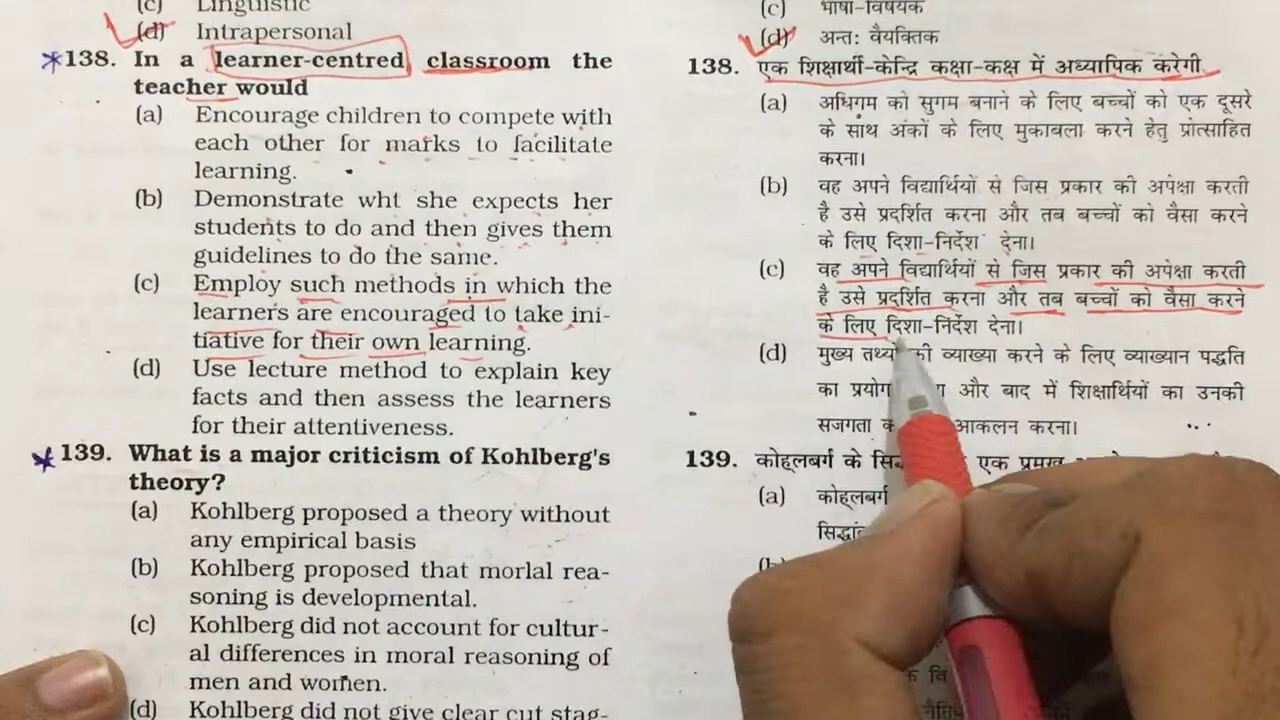 (c) Linguistic
(d) Intrapersonal
*138. In a learner-centred classroom the
teacher would
(a) Encourage children to compete with
each other for marks to facilitate
learning.
(b) Demonstrate wht she expects her
students to do and then gives them
guidelines to do the same.
(c) Employ such methods in which the
learners are encouraged to take ini-
tiative for their own learning.
(d) Use lecture method to explain key
facts and then assess the learners
for their attentiveness.
*139. What is a major criticism of Kohlberg's
theory?
(a) Kohlberg proposed a theory without
any empirical basis
(b) Kohlberg proposed that morlal rea-
soning is developmental.
(c) Kohlberg did not account for cultur-
al differences in moral reasoning of
men and women.
(d) Kohlberg did not give clear cut stag-
(c) भाषा-विषयक
(d) अन्त: वैयक्तिक
138. एक शिक्षार्थी-केन्द्रि कक्षा-कक्ष में अध्यापिक करेगी
(a) अधिगम को सुगम बनाने के लिए बच्चों को एक दूसरे
के साथ अंकों के लिए मुकाबला करने हेतु प्रोत्साहित
करना।
(b) वह अपने विद्यार्थियों से जिस प्रकार की अपेक्षा करती
है उसे प्रदर्शित करना और तब बच्चों को वैसा करने
के लिए दिशा-निर्देश देना।
(c) वह अपने विद्यार्थियों से जिस प्रकार की अपेक्षा करती
है उसे प्रदर्शित करना और तब बच्चों को वैसा करने
के लिए दिशा-निर्देश देना।
(d) मुख्य तथ्य की व्याख्या करने के लिए व्याख्यान पद्धति
का प्रयोग और बाद में शिक्षार्थियों का उनकी
सजगता आकलन करना।
139. कोह्लबर्ग के एक प्रमुख
(a) कोह्लबर्ग